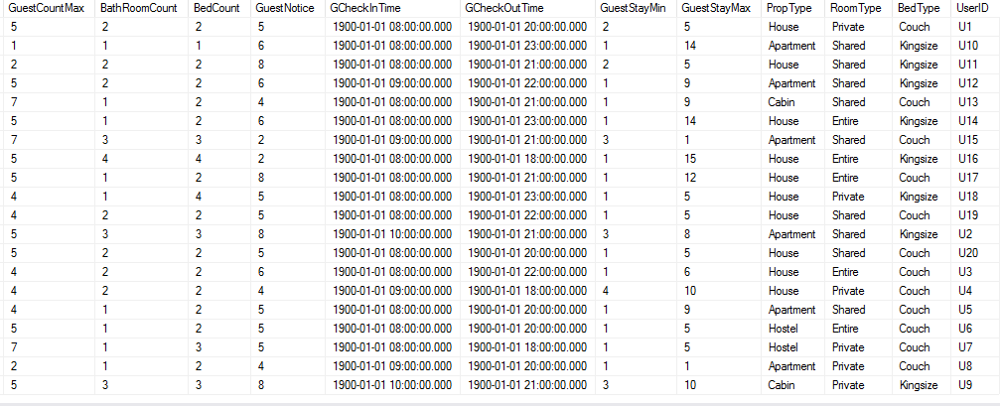 GuestCountMax BathRoomCount BedCount GuestNotice GCheckInTime GCheckOutTime GuestStayMin GuestStayMax PropType RoomType BedType UserID
5 2 2 5 1900-01-01 08:00:00.000 1900-01-01 20:00:00.000 2 5 House Private Couch U1
1 1 1 6 1900-01-01 08:00:00.000 1900-01-01 23:00:00.000 1 14 Apartment Shared Kingsize U10
2 2 2 8 1900-01-01 08:00:00.000 1900-01-01 21:00:00.000 2 5 House Shared Kingsize U11
5 2 2 6 1900-01-01 09:00:00.000 1900-01-01 22:00:00.000 1 9 Apartment Shared Kingsize U12
7 1 2 4 1900-01-01 08:00:00.000 1900-01-01 21:00:00.000 1 9 Cabin Shared Couch U13
5 1 2 6 1900-01-01 08:00:00.000 1900-01-01 23:00:00.000 1 14 House Entire Kingsize U14
7 3 3 2 1900-01-01 09:00:00.000 1900-01-01 21:00:00.000 3 1 Apartment Shared Couch U15
5 4 4 2 1900-01-01 08:00:00.000 1900-01-01 18:00:00.000 1 15 House Entire Kingsize U16
5 1 2 8 1900-01-01 08:00:00.000 1900-01-01 21:00:00.000 1 12 House Entire Couch U17
4 1 4 5 1900-01-01 08:00:00.000 1900-01-01 23:00:00.000 1 5 House Private Kingsize U18
4 2 2 5 1900-01-01 08:00:00.000 1900-01-01 22:00:00.000 1 5 House Shared Couch U19
5 3 3 8 1900-01-01 10:00:00.000 1900-01-01 21:00:00.000 3 8 Apartment Shared Kingsize U2
5 2 2 5 1900-01-01 08:00:00.000 1900-01-01 20:00:00.000 1 5 House Shared Couch U20
4 2 2 6 1900-01-01 08:00:00.000 1900-01-01 22:00:00.000 1 6 House Entire Couch U3
4 2 2 4 1900-01-01 09:00:00.000 1900-01-01 18:00:00.000 4 10 House Private Couch U4
4 1 2 5 1900-01-01 08:00:00.000 1900-01-01 20:00:00.000 1 9 Apartment Shared Couch U5
5 1 2 5 1900-01-01 08:00:00.000 1900-01-01 20:00:00.000 1 5 Hostel Entire Couch U6
7 1 3 5 1900-01-01 08:00:00.000 1900-01-01 18:00:00.000 1 5 Hostel Private Couch U7
2 1 2 4 1900-01-01 09:00:00.000 1900-01-01 20:00:00.000 1 1 Apartment Private Couch U8
5 3 3 8 1900-01-01 10:00:00.000 1900-01-01 21:00:00.000 3 10 Cabin Private Kingsize U9